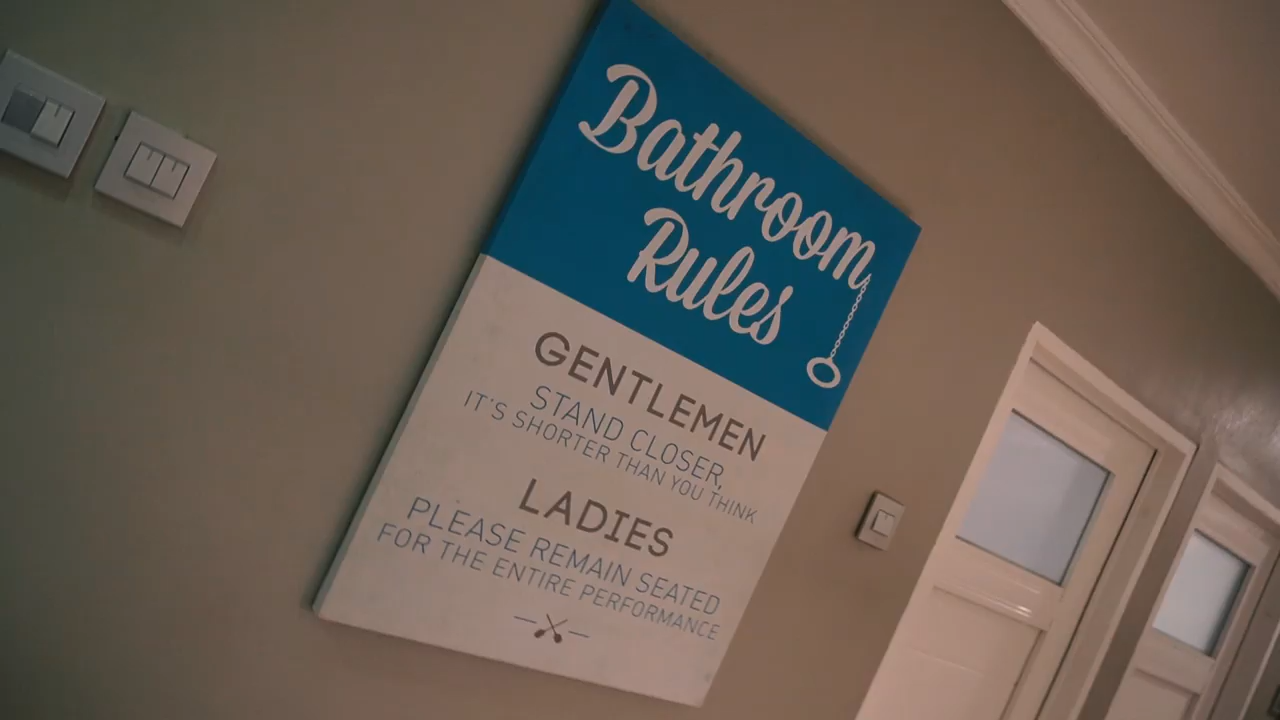 Bathroom
Rules
GENTLEMEN
STAND CLOSER,
IT'S SHORTER THAN YOU THINK
LADIES
PLEASE REMAIN SEATED
FOR THE ENTIRE PERFORMANCE